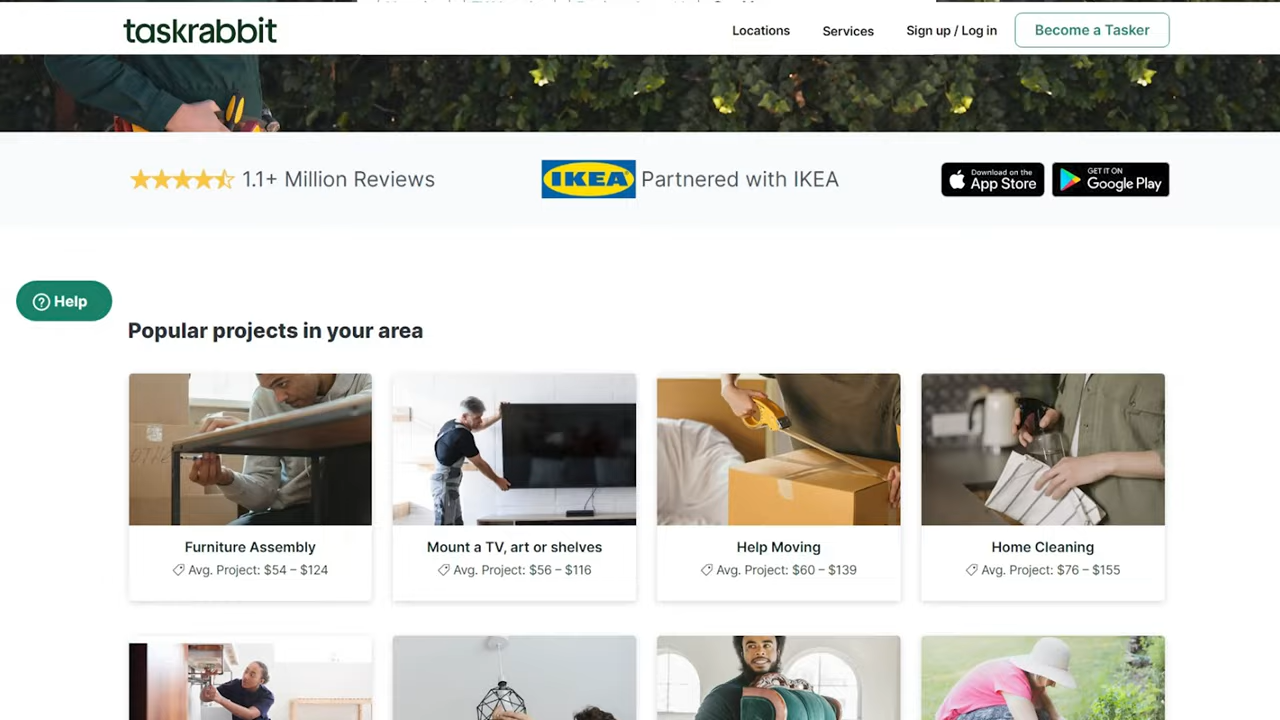 taskrabbit
Locations
Services
Sign up / Log in
Become a Tasker
1.1+ Million Reviews
IKEA
Partnered with IKEA
Download on the
App Store
GET IT ON
Google Play
Help
Popular projects in your area
Furniture Assembly
Avg. Project: $54 – $124
Mount a TV, art or shelves
Avg. Project: $56 – $116
Help Moving
Avg. Project: $60 – $139
Home Cleaning
Avg. Project: $76 – $155